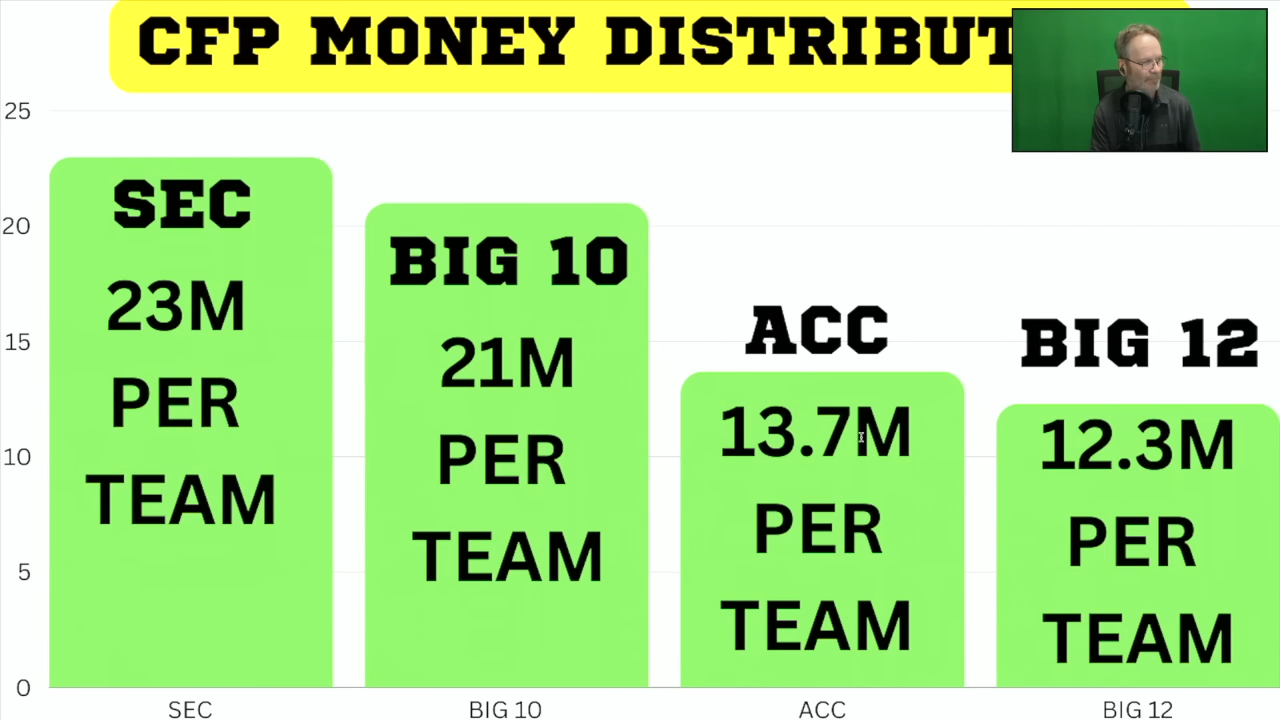 CFP MONEY DISTRIBUT
25
20
15
10
5
0
SEC
23M
PER
TEAM
BIG 10
21M
PER
TEAM
ACC
13.7M
PER
TEAM
BIG 12
12.3M
PER
TEAM
SEC
BIG 10
ACC
BIG 12